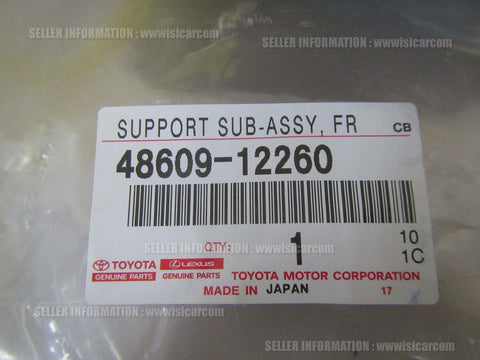 SELLER INFORMATION : wwwisicarcom
SELLER INFORMATION : wwwisicarcom
SUPPORT SUB-ASSY, FR CB
48609-12260
SELLER INFORMATION : wwwisicarcom
QTY: 1 10
1C
TOYOTA LEXUS
GENUINE PARTS GENUINE PARTS TOYOTA MOTOR CORPORATION
MADE IN JAPAN 17
SELLER INFORMATION : wwwisicarcom
SELLER INFORMATION : wwwisicarcom